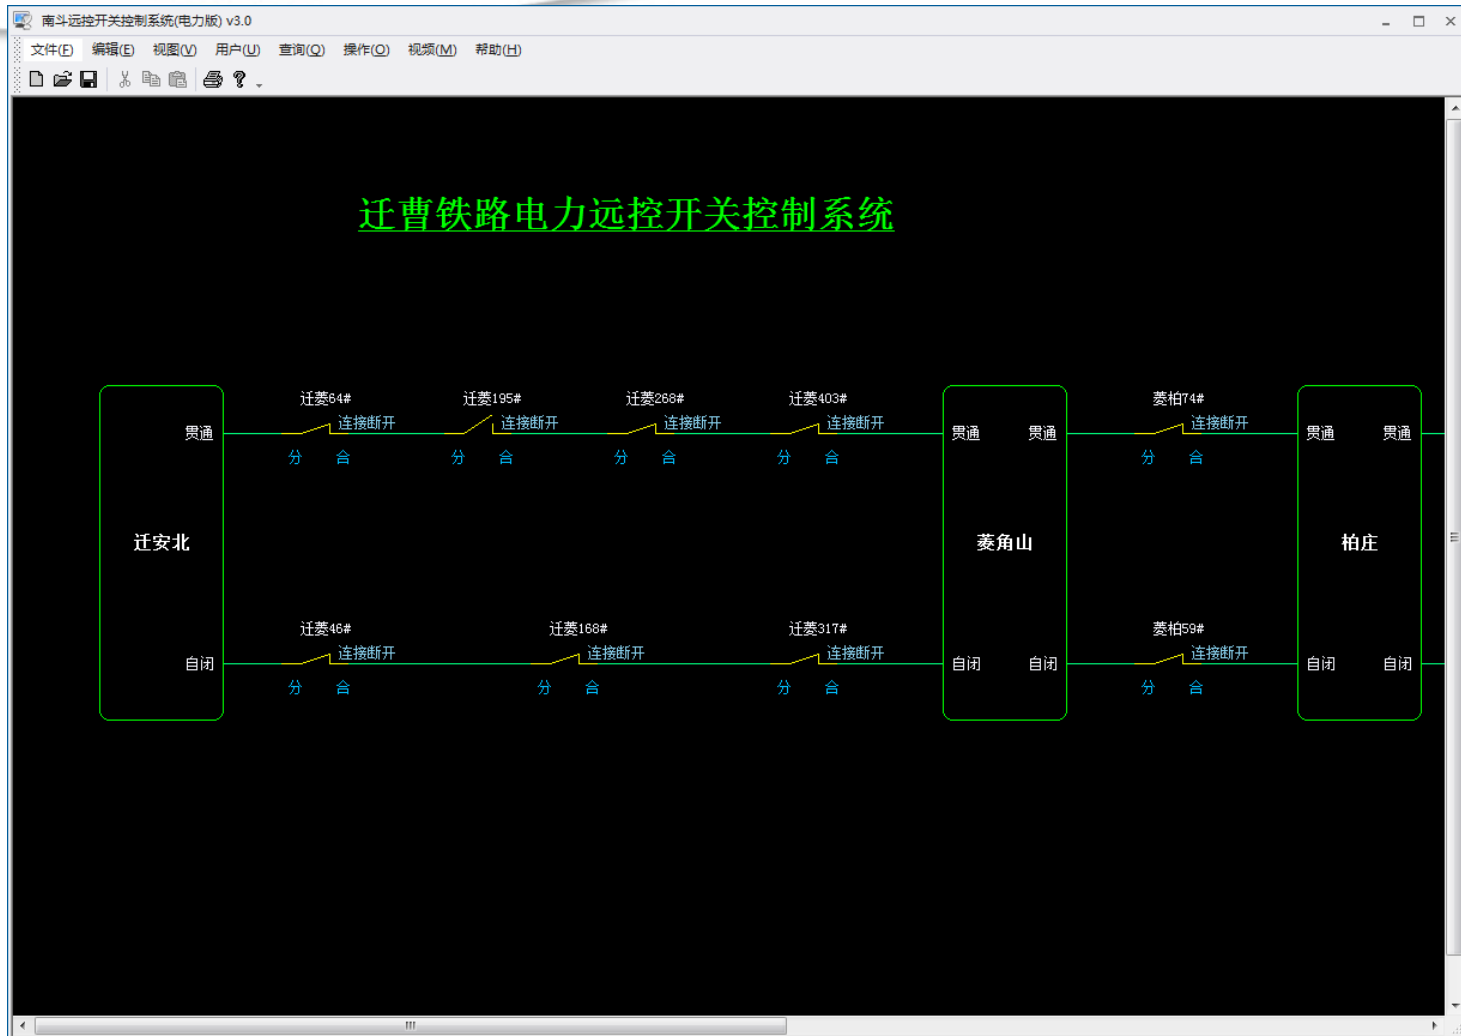 南斗远控开关控制系统(电力版) v3.0
文件(F) 编辑(E) 视图(V) 用户(U) 查询(Q) 操作(O) 视频(M) 帮助(H)
迁曹铁路电力远控开关控制系统
迁菱64# 迁菱195# 迁菱268# 迁菱403# 菱柏74#
连接断开 连接断开 连接断开 连接断开 连接断开
贯通 贯通 贯通 贯通 贯通
分 合 分 合 分 合 分 合 分 合
迁安北 菱角山 柏庄
迁菱46# 迁菱168# 迁菱317# 菱柏59#
连接断开 连接断开 连接断开 连接断开
自闭 自闭 自闭 自闭 自闭
分 合 分 合 分 合 分 合